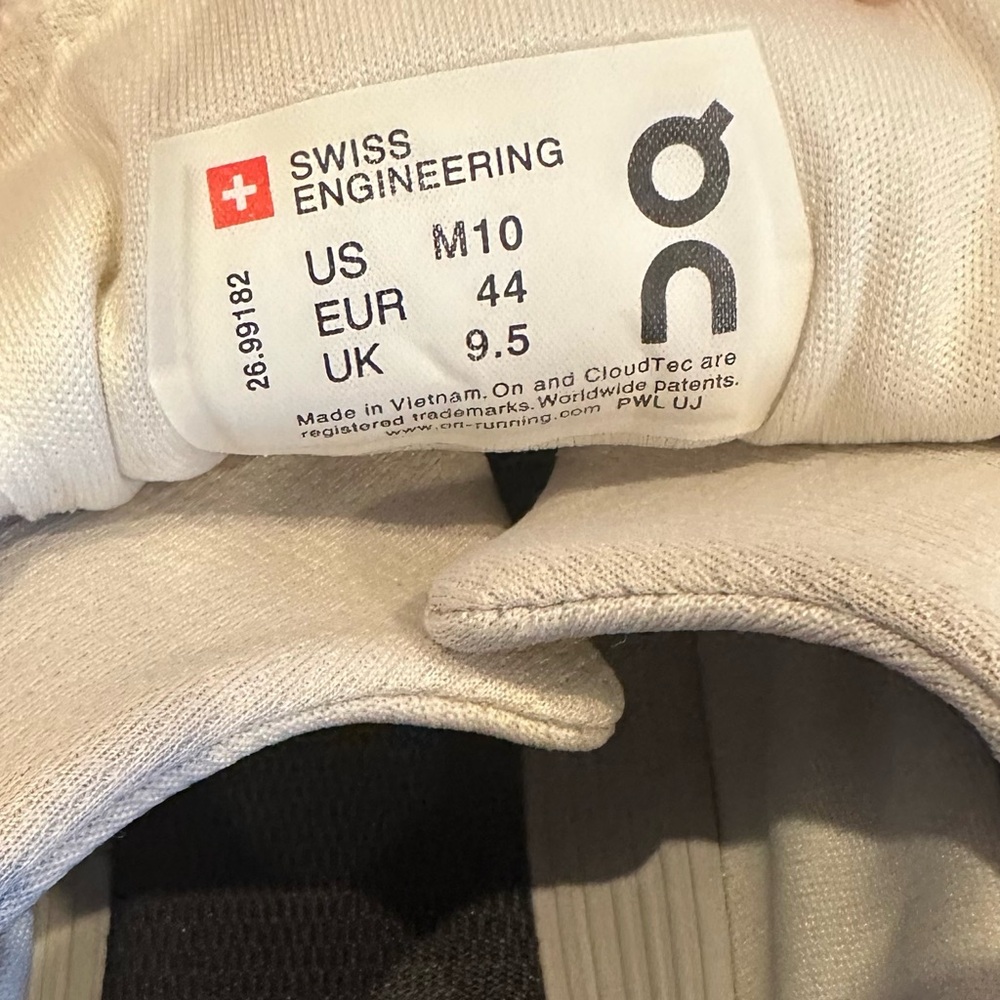 SWISS
ENGINEERING
US M10
EUR 44
UK 9.5
26.99182
On
Made in Vietnam. On and CloudTec are
registered trademarks. Worldwide patents.
www.on-running.com PWL UJ